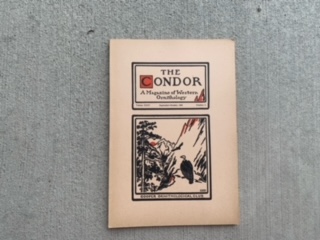 THE
CONDOR
A Magazine of Western
Ornithology
COOPER ORNITHOLOGICAL CLUB